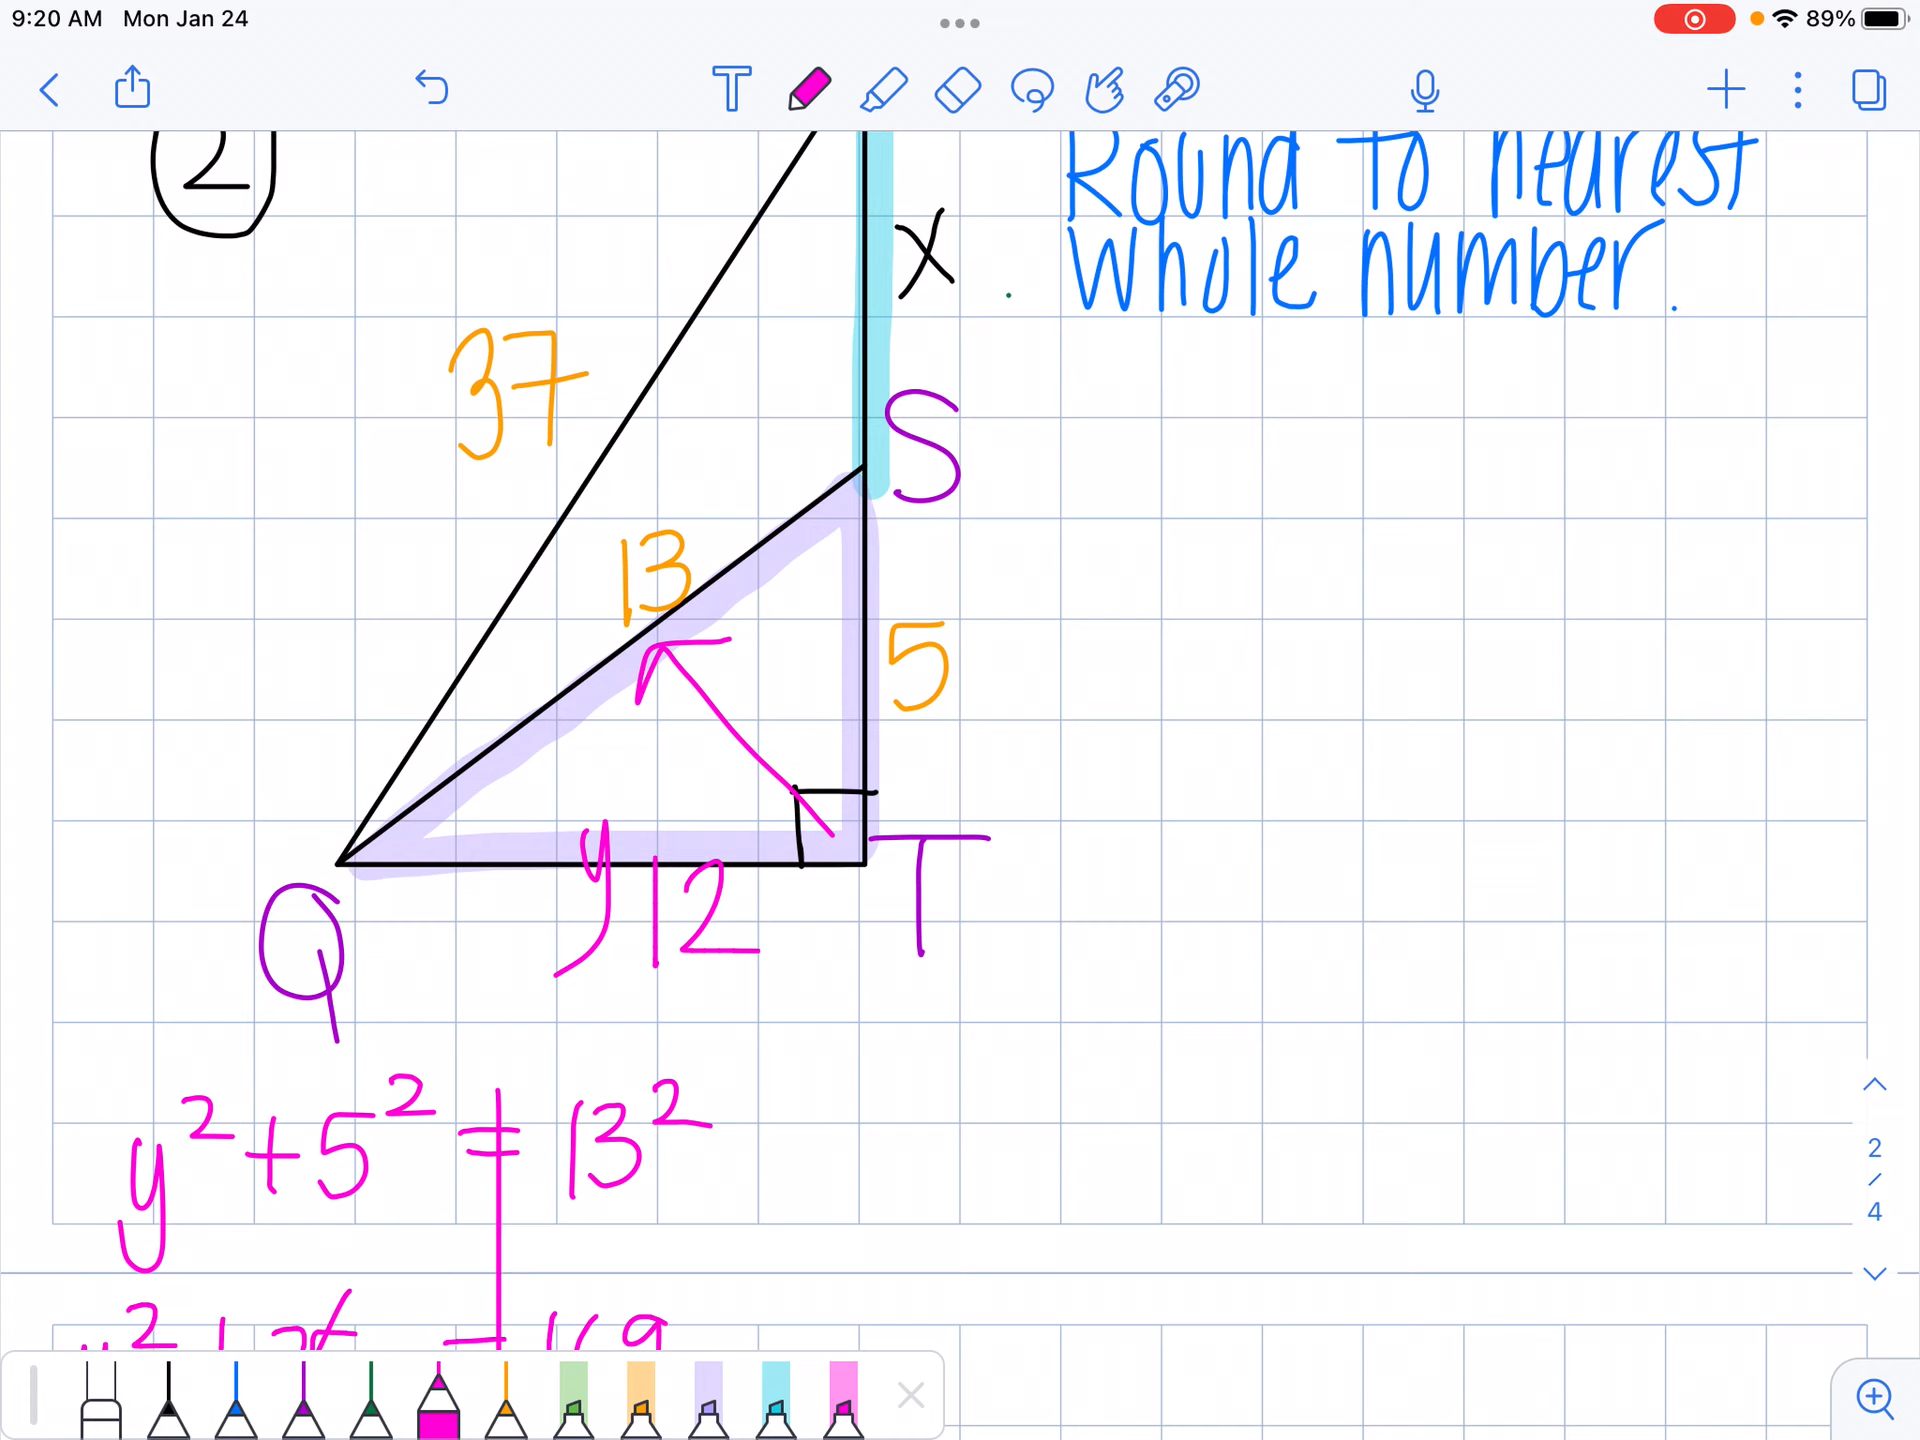 9:20 AM Mon Jan 24
89%
T
2
Round to nearest
whole number.
x
37
S
13
5
y 12
T
Q
y² + 5² = 13²
2
/
4